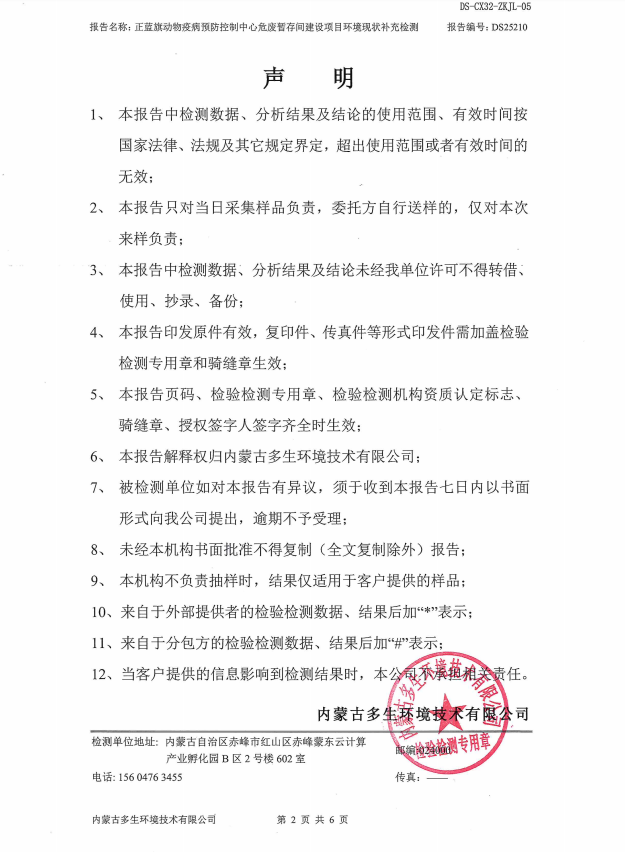 DS-CX32-ZKJL-05
报告名称：正蓝旗动物疫病预防控制中心危废暂存间建设项目环境现状补充检测 报告编号：DS25210
声 明
1、 本报告中检测数据、分析结果及结论的使用范围、有效时间按
国家法律、法规及其它规定界定，超出使用范围或者有效时间的
无效；
2、 本报告只对当日采集样品负责，委托方自行送样的，仅对本次
来样负责；
3、 本报告中检测数据、分析结果及结论未经我单位许可不得转借、
使用、抄录、备份；
4、 本报告印发原件有效，复印件、传真件等形式印发件需加盖检验
检测专用章和骑缝章生效；
5、 本报告页码、检验检测专用章、检验检测机构资质认定标志、
骑缝章、授权签字人签字齐全时生效；
6、 本报告解释权归内蒙古多生环境技术有限公司；
7、 被检测单位如对本报告有异议，须于收到本报告七日内以书面
形式向我公司提出，逾期不予受理；
8、 未经本机构书面批准不得复制（全文复制除外）报告；
9、 本机构不负责抽样时，结果仅适用于客户提供的样品；
10、来自于外部提供者的检验检测数据、结果后加“*”表示；
11、来自于分包方的检验检测数据、结果后加“#”表示；
12、当客户提供的信息影响到检测结果时，本公司不承担相关责任。
内蒙古多生环境技术有限公司
内蒙古多生环境技术有限公司
检验检测专用章
检测单位地址: 内蒙古自治区赤峰市红山区赤峰蒙东云计算
产业孵化园 B 区 2 号楼 602 室
邮编:
电话: 156 0476 3455 传真：——
内蒙古多生环境技术有限公司 第 2 页 共 6 页